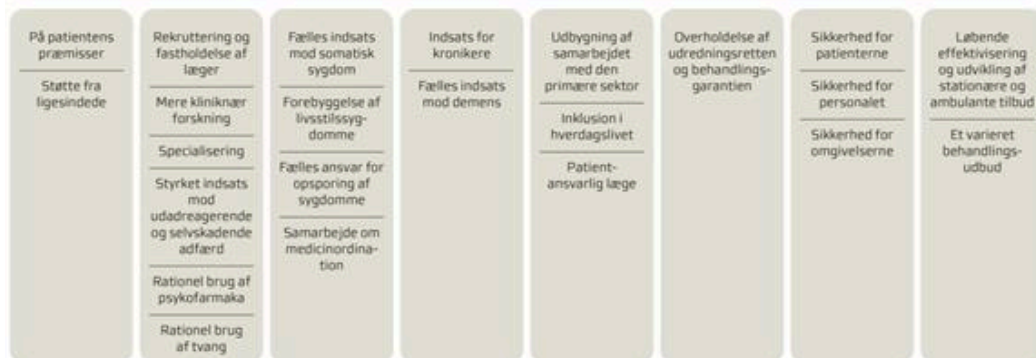 På patientens
præmisser
Støtte fra
ligesindede
Rekruttering og
fastholdelse af
læger
Mere kliniknær
forskning
Specialisering
Styrket indsats
mod
udadreagerende
og selvskadende
adfærd
Rationel brug af
psykofarmaka
Rationel brug
af tvang
Fælles indsats
mod somatisk
sygdom
Forebyggelse af
livsstilssyg-
domme
Fælles ansvar for
opsporing af
sygdomme
Samarbejde om
medicinordina-
tion
Indsats for
kronikere
Fælles indsats
mod demens
Udbygning af
samarbejdet
med den
primære sektor
Inklusion i
hverdagslivet
Patient-
ansvarlig læge
Overholdelse af
udredningsretten
og behandlings-
garantien
Sikkerhed for
patienterne
Sikkerhed for
personalet
Sikkerhed for
omgivelserne
Løbende
effektivisering
og udvikling af
stationære og
ambulante tilbud
Et varieret
behandlings-
udbud